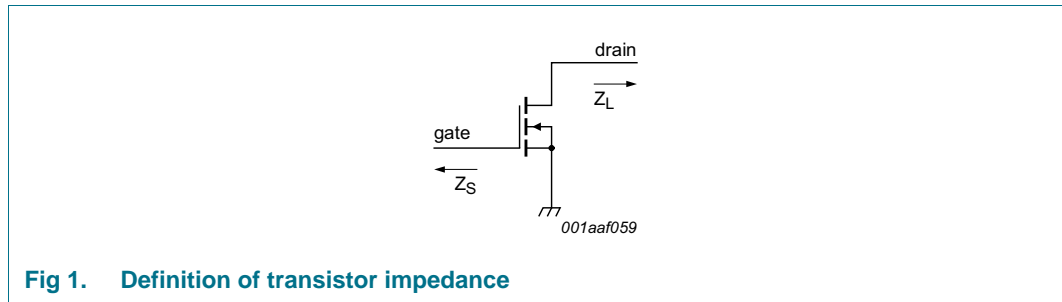 drain
Z_L
gate
Z_S
001aaf059
Fig 1. Definition of transistor impedance